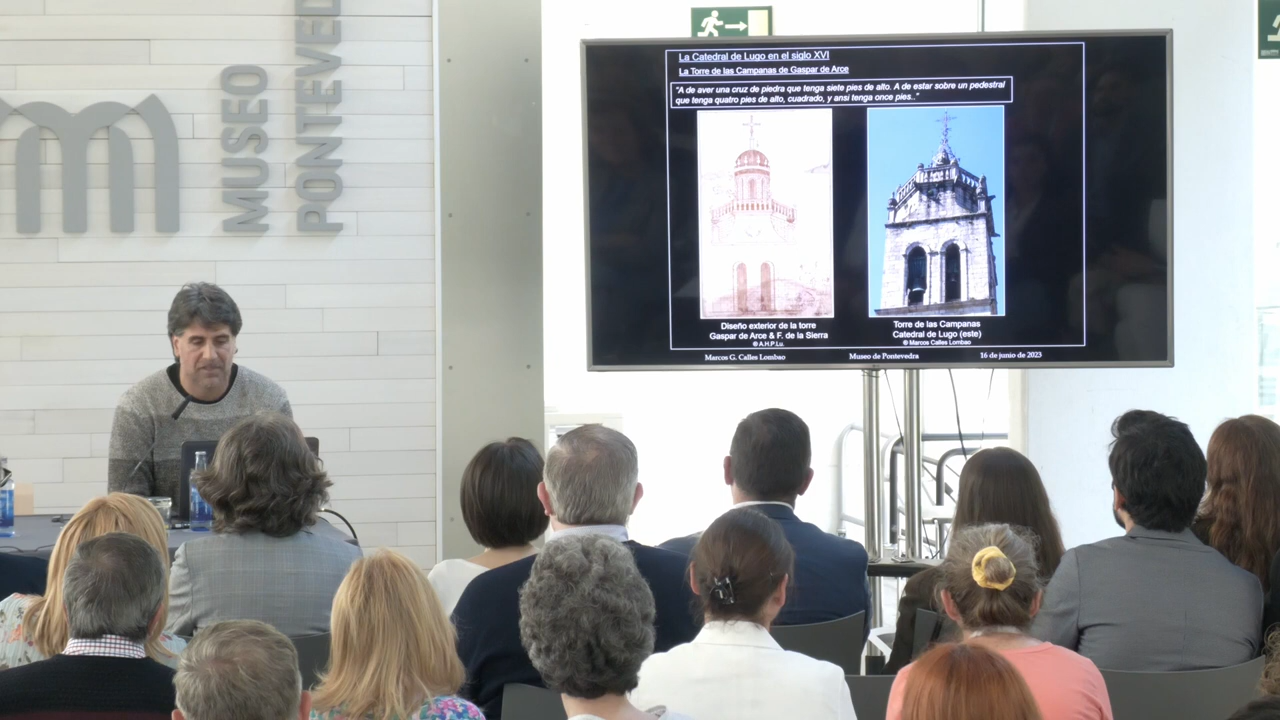 MUSEO
PONTEVED
La Catedral de Lugo en el siglo XVI
La Torre de las Campanas de Gaspar de Arce
"A de aver una cruz de piedra que tenga siete pies de alto. A de estar sobre un pedestral
que tenga quatro pies de alto, cuadrado, y ansi tenga once pies.."
Diseño exterior de la torre
Gaspar de Arce & F. de la Sierra
© A.H.P.Lu.
Torre de las Campanas
Catedral de Lugo (este)
© Marcos Calles Lombao
Marcos G. Calles Lombao
Museo de Pontevedra
16 de junio de 2023